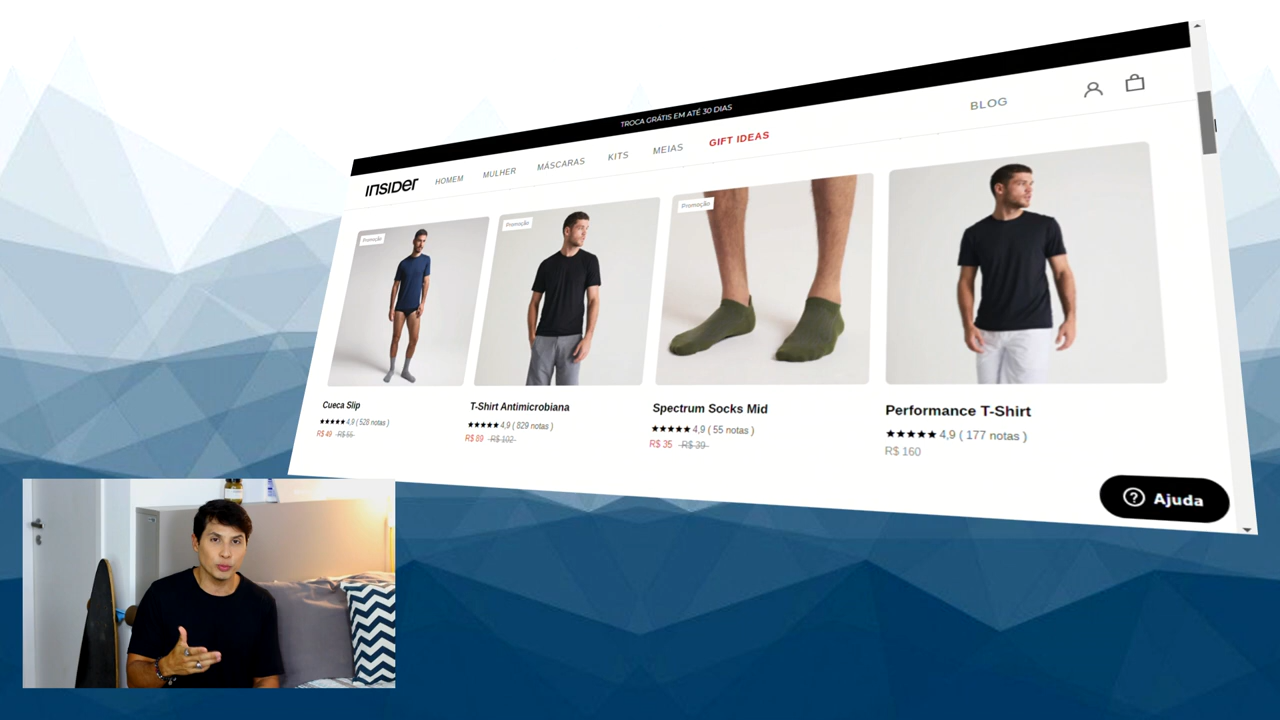 TROCA GRÁTIS EM ATÉ 30 DIAS
INSIDER
HOMEM
MULHER
MÁSCARAS
KITS
MEIAS
GIFT IDEAS
BLOG
Promoção
Promoção
Promoção
Cueca Slip
★★★★★ 4,9 ( 528 notas )
R$ 49 R$ 55
T-Shirt Antimicrobiana
★★★★★ 4,9 ( 829 notas )
R$ 89 R$ 102
Spectrum Socks Mid
★★★★★ 4,9 ( 55 notas )
R$ 35 R$ 39
Performance T-Shirt
★★★★★ 4,9 ( 177 notas )
R$ 160
Ajuda